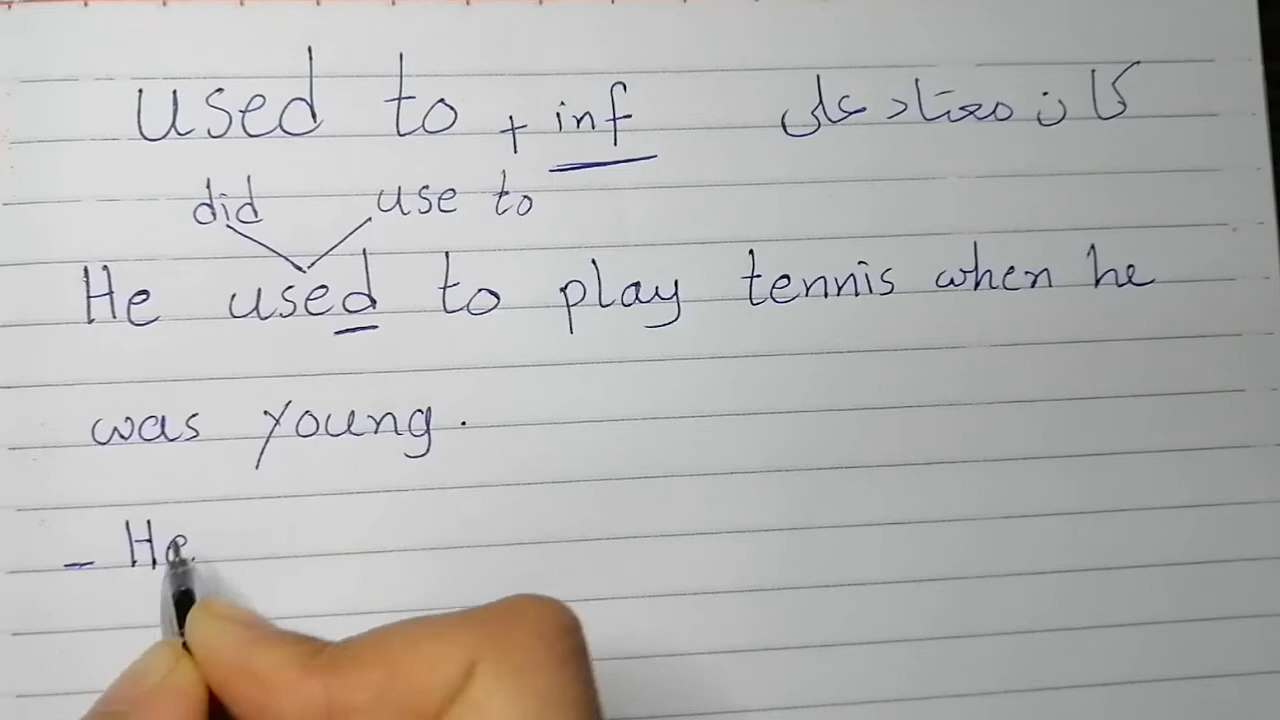 used to + inf كان معتاد على
did use to
He used to play tennis when he
was young.
- He